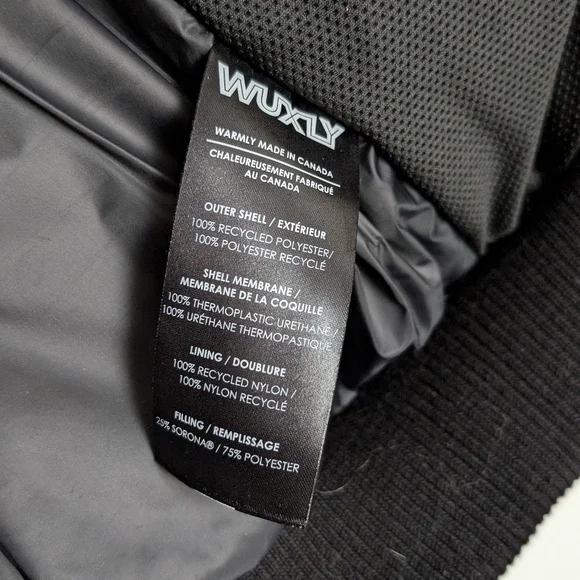 WUXLY
WARMLY MADE IN CANADA
CHALEUREUSEMENT FABRIQUÉ
AU CANADA
OUTER SHELL / EXTÉRIEUR
100% RECYCLED POLYESTER/
100% POLYESTER RECYCLÉ
SHELL MEMBRANE /
MEMBRANE DE LA COQUILLE
100% THERMOPLASTIC URETHANE /
100% URÉTHANE THERMOPASTIQUE
LINING / DOUBLURE
100% RECYCLED NYLON /
100% NYLON RECYCLÉ
FILLING / REMPLISSAGE
25% SORONA® / 75% POLYESTER